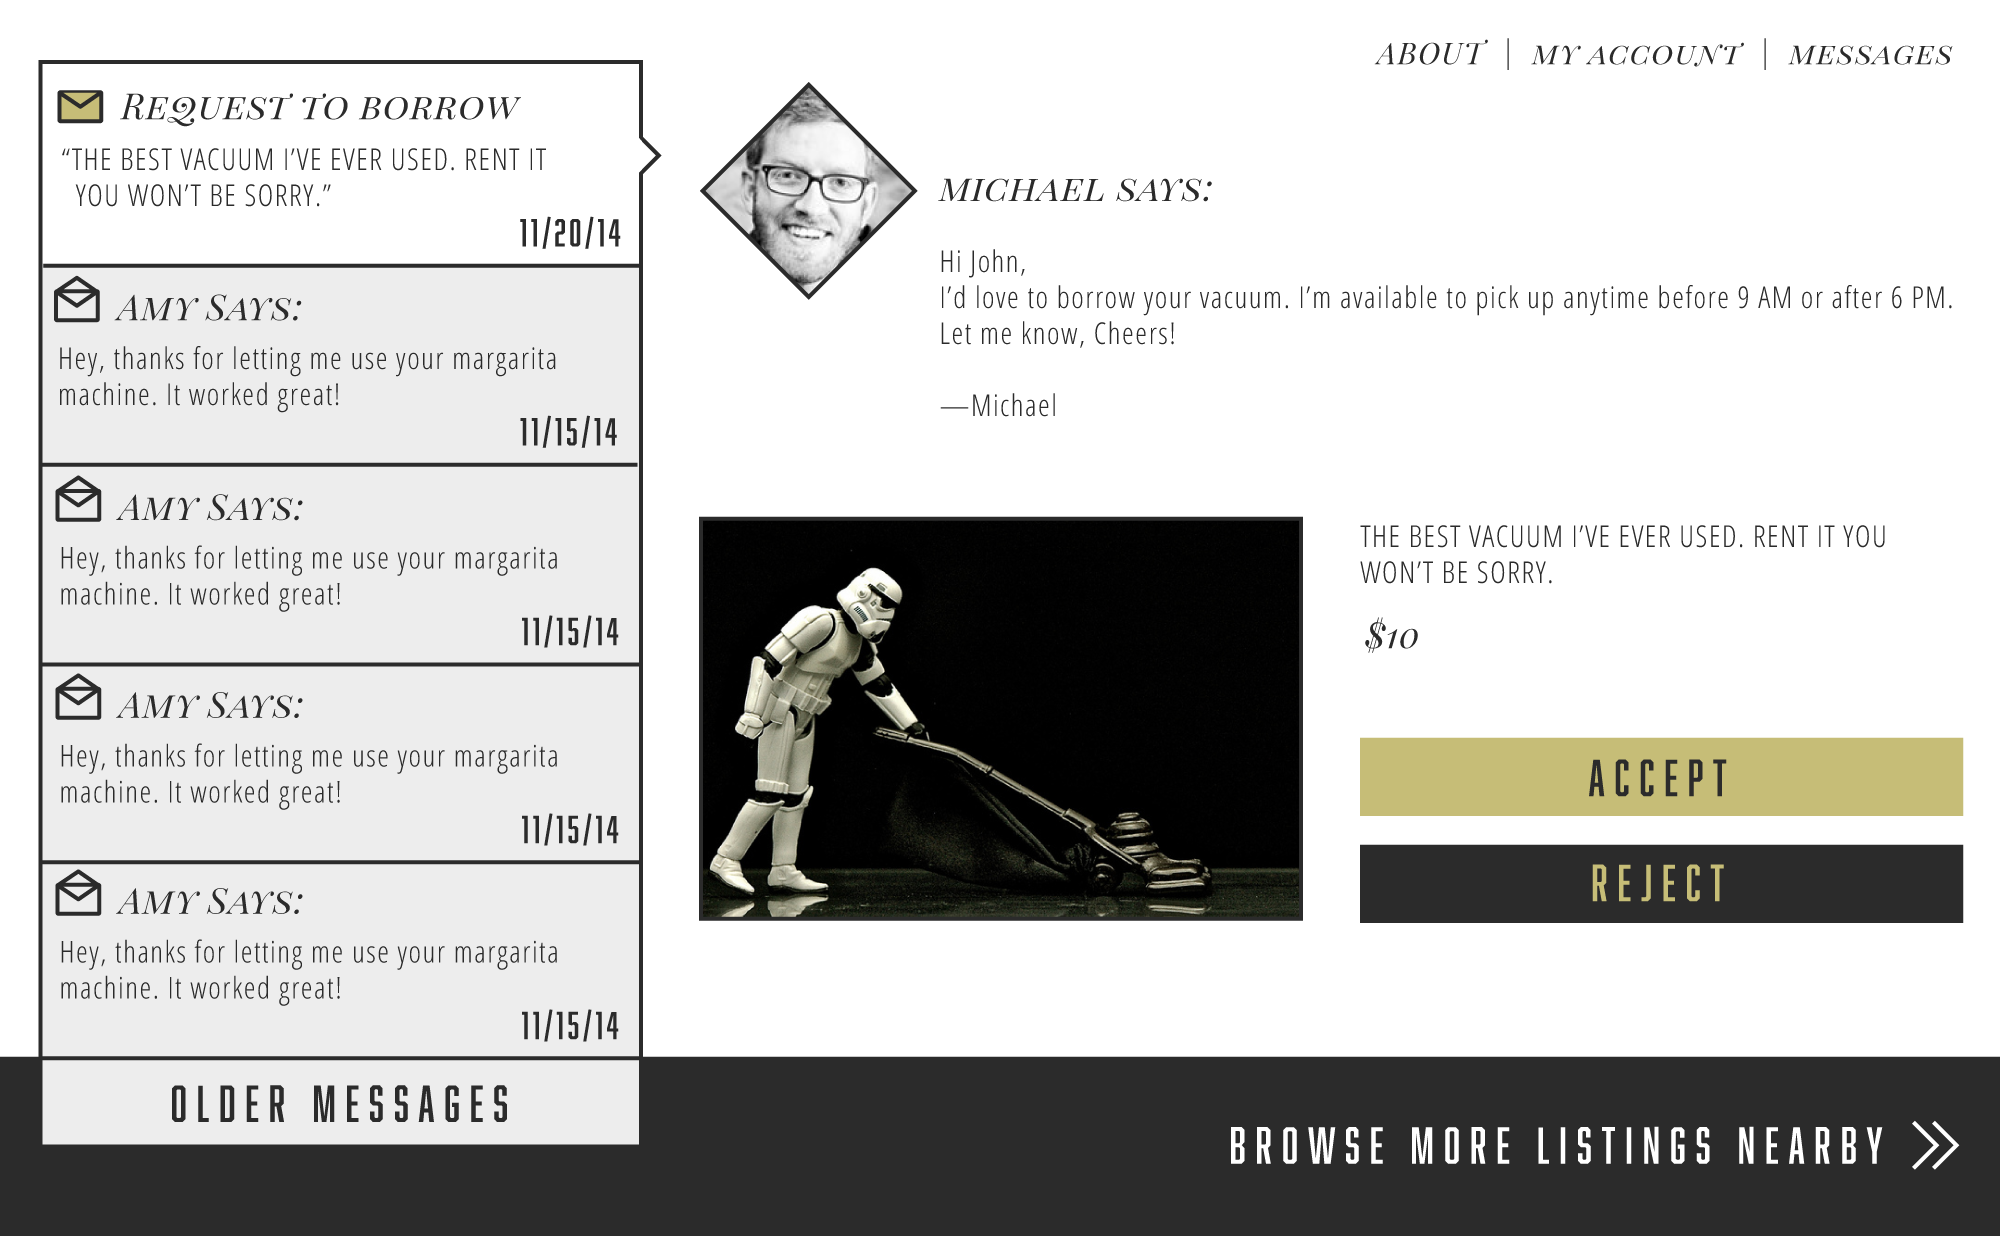 ABOUT | MY ACCOUNT | MESSAGES
REQUEST TO BORROW
“THE BEST VACUUM I’VE EVER USED. RENT IT
YOU WON’T BE SORRY.”
11/20/14
AMY SAYS:
Hey, thanks for letting me use your margarita
machine. It worked great!
11/15/14
AMY SAYS:
Hey, thanks for letting me use your margarita
machine. It worked great!
11/15/14
AMY SAYS:
Hey, thanks for letting me use your margarita
machine. It worked great!
11/15/14
AMY SAYS:
Hey, thanks for letting me use your margarita
machine. It worked great!
11/15/14
OLDER MESSAGES
MICHAEL SAYS:
Hi John,
I’d love to borrow your vacuum. I’m available to pick up anytime before 9 AM or after 6 PM.
Let me know, Cheers!
—Michael
THE BEST VACUUM I’VE EVER USED. RENT IT YOU
WON’T BE SORRY.
$10
ACCEPT
REJECT
BROWSE MORE LISTINGS NEARBY